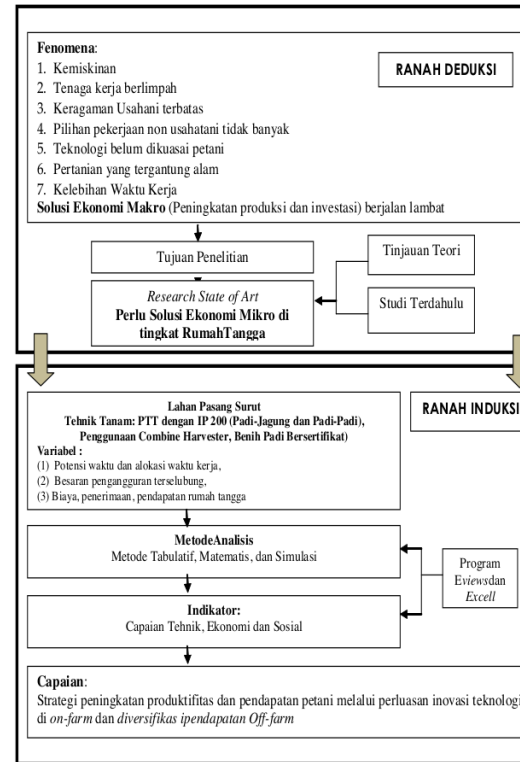 Fenomena:
RANAH DEDUKSI
1. Kemiskinan
2. Tenaga kerja berlimpah
3. Keragaman Usahani terbatas
4. Pilihan pekerjaan non usahatani tidak banyak
5. Teknologi belum dikuasai petani
6. Pertanian yang tergantung alam
7. Kelebihan Waktu Kerja
Solusi Ekonomi Makro (Peningkatan produksi dan investasi) berjalan lambat
Tujuan Penelitian
Tinjauan Teori
Research State of Art
Perlu Solusi Ekonomi Mikro di
tingkat RumahTangga
Studi Terdahulu
RANAH INDUKSI
Lahan Pasang Surut
Tehnik Tanam: PTT dengan IP 200 (Padi-Jagung dan Padi-Padi),
Penggunaan Combine Harvester, Benih Padi Bersertifikat)
Variabel :
(1) Potensi waktu dan alokasi waktu kerja,
(2) Besaran pengangguran terselubung,
(3) Biaya, penerimaan, pendapatan rumah tangga
MetodeAnalisis
Metode Tabulatif, Matematis, dan Simulasi
Program
Eviewsdan
Excell
Indikator:
Capaian Tehnik, Ekonomi dan Sosial
Capaian:
Strategi peningkatan produktifitas dan pendapatan petani melalui perluasan inovasi teknologi
di on-farm dan diversifikas ipendapatan Off-farm